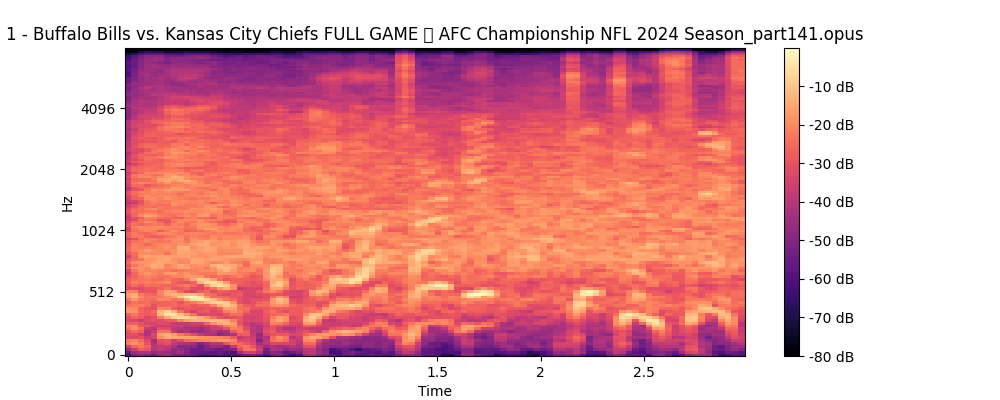 1 - Buffalo Bills vs. Kansas City Chiefs FULL GAME ▯ AFC Championship NFL 2024 Season_part141.opus
4096
2048
1024
512
0
Hz
0
0.5
1
1.5
2
2.5
Time
-10 dB
-20 dB
-30 dB
-40 dB
-50 dB
-60 dB
-70 dB
-80 dB